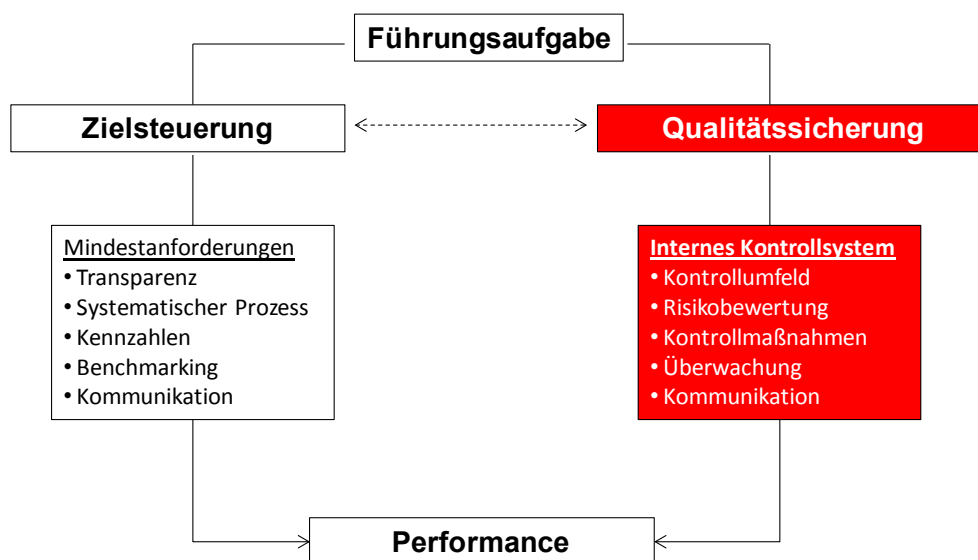 Führungsaufgabe
Zielsteuerung
Qualitätssicherung
Mindestanforderungen
• Transparenz
• Systematischer Prozess
• Kennzahlen
• Benchmarking
• Kommunikation
Internes Kontrollsystem
• Kontrollumfeld
• Risikobewertung
• Kontrollmaßnahmen
• Überwachung
• Kommunikation
Performance